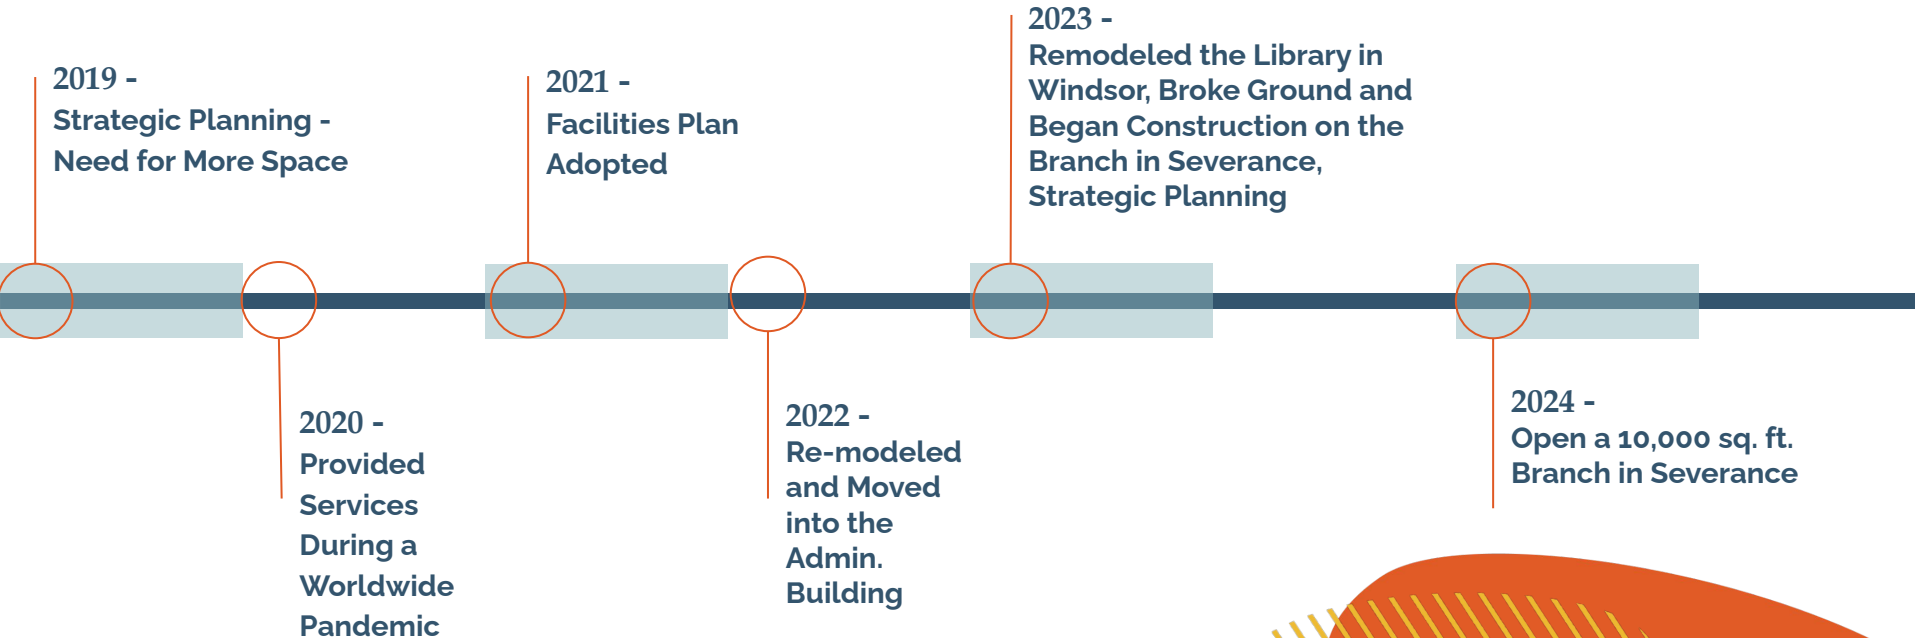 2019 -
Strategic Planning -
Need for More Space
2020 -
Provided
Services
During a
Worldwide
Pandemic
2021 -
Facilities Plan
Adopted
2022 -
Re-modeled
and Moved
into the
Admin.
Building
2023 -
Remodeled the Library in
Windsor, Broke Ground and
Began Construction on the
Branch in Severance,
Strategic Planning
2024 -
Open a 10,000 sq. ft.
Branch in Severance